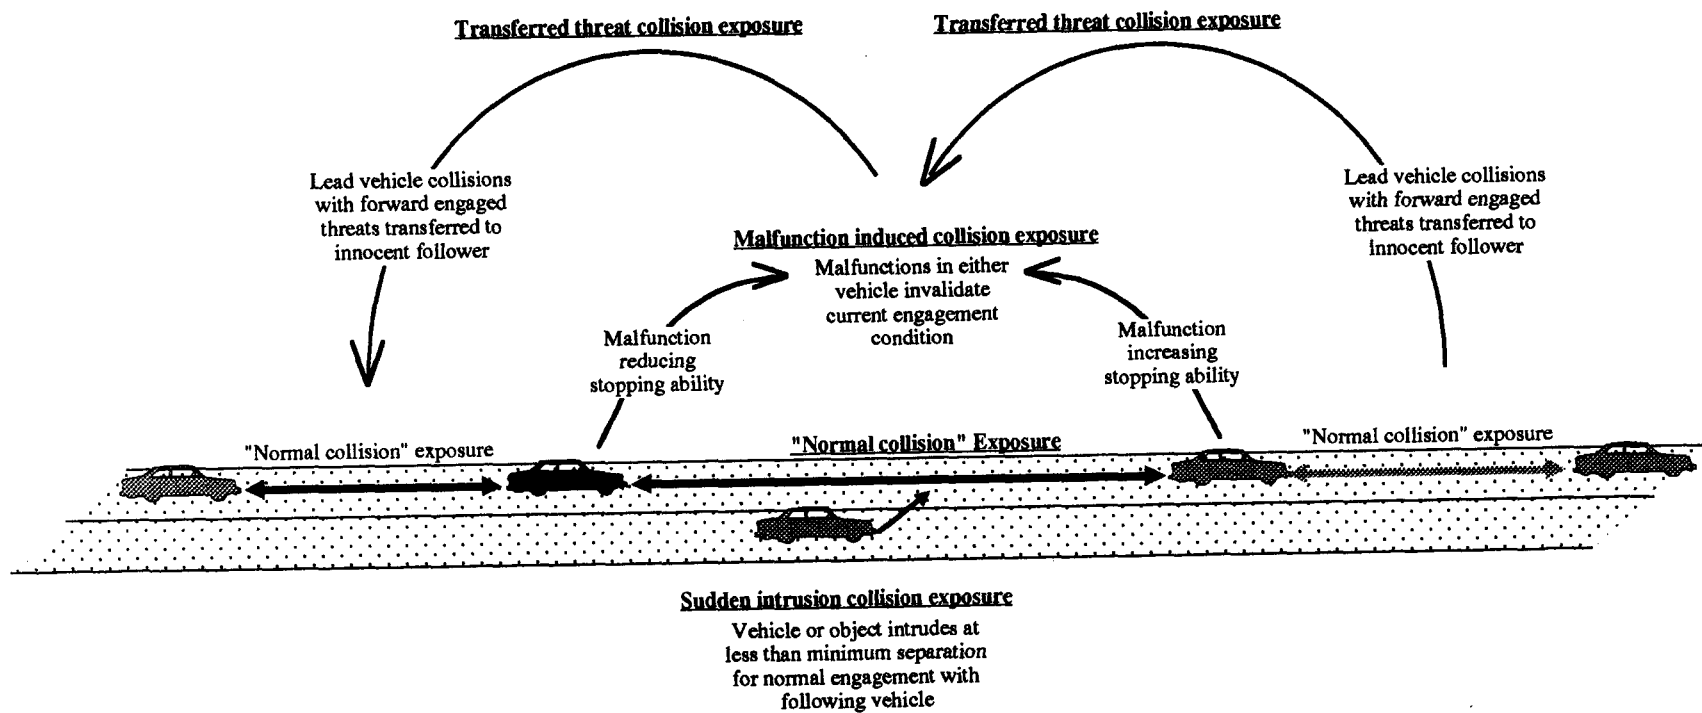 Transferred threat collision exposure
Transferred threat collision exposure
Lead vehicle collisions
with forward engaged
threats transferred to
innocent follower
Lead vehicle collisions
with forward engaged
threats transferred to
innocent follower
Malfunction induced collision exposure
Malfunctions in either
vehicle invalidate
current engagement
condition
Malfunction
reducing
stopping ability
Malfunction
increasing
stopping ability
"Normal collision" exposure
"Normal collision" Exposure
"Normal collision" exposure
Sudden intrusion collision exposure
Vehicle or object intrudes at
less than minimum separation
for normal engagement with
following vehicle